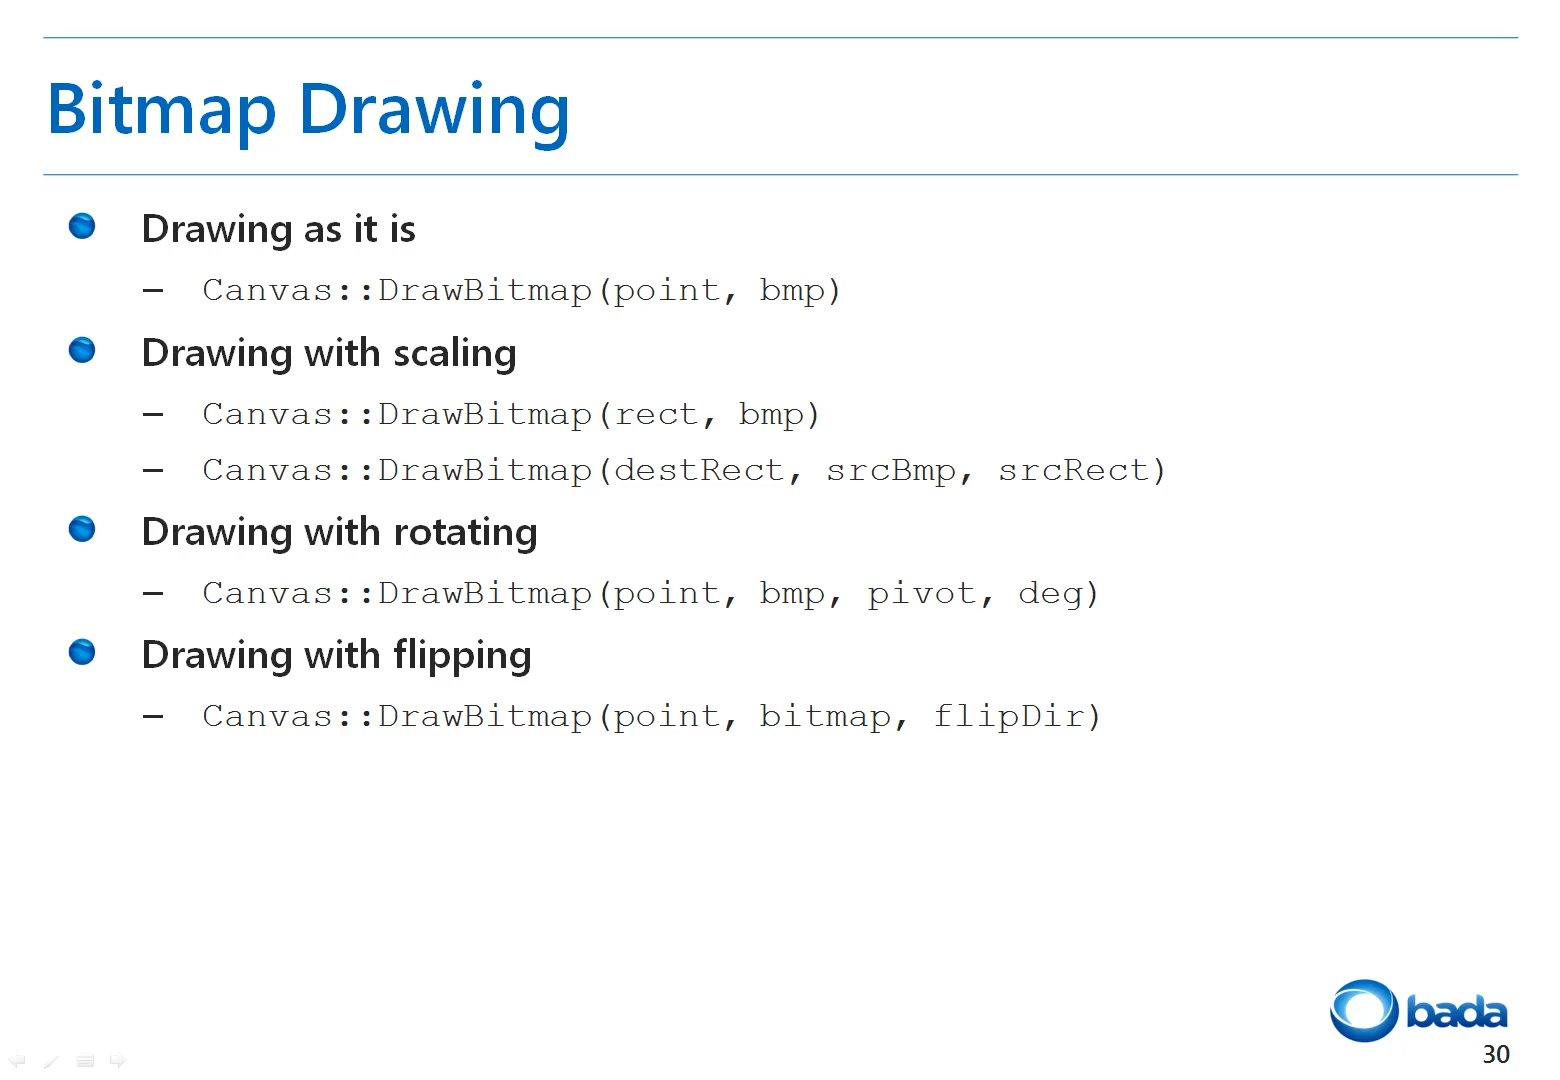 Bitmap Drawing
Drawing as it is
– Canvas::DrawBitmap(point, bmp)
Drawing with scaling
– Canvas::DrawBitmap(rect, bmp)
– Canvas::DrawBitmap(destRect, srcBmp, srcRect)
Drawing with rotating
– Canvas::DrawBitmap(point, bmp, pivot, deg)
Drawing with flipping
– Canvas::DrawBitmap(point, bitmap, flipDir)
bada
30